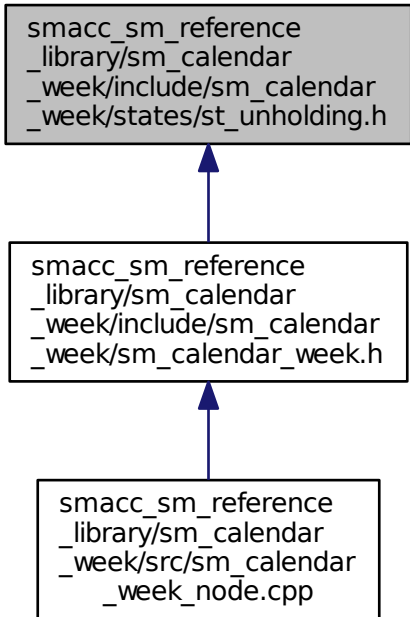 smacc_sm_reference
_library/sm_calendar
_week/include/sm_calendar
_week/states/st_unholding.h
smacc_sm_reference
_library/sm_calendar
_week/include/sm_calendar
_week/sm_calendar_week.h
smacc_sm_reference
_library/sm_calendar
_week/src/sm_calendar
_week_node.cpp